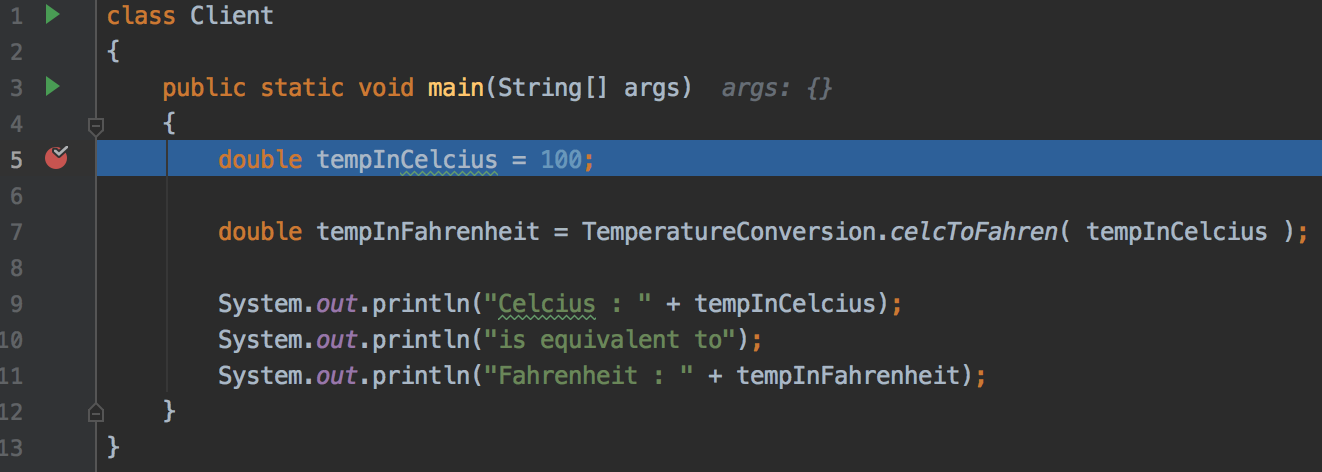 1 class Client
2 {
3 public static void main(String[] args) args: {}
4 {
5 double tempInCelcius = 100;
6
7 double tempInFahrenheit = TemperatureConversion.celcToFahren( tempInCelcius );
8
9 System.out.println("Celcius : " + tempInCelcius);
10 System.out.println("is equivalent to");
11 System.out.println("Fahrenheit : " + tempInFahrenheit);
12 }
13 }